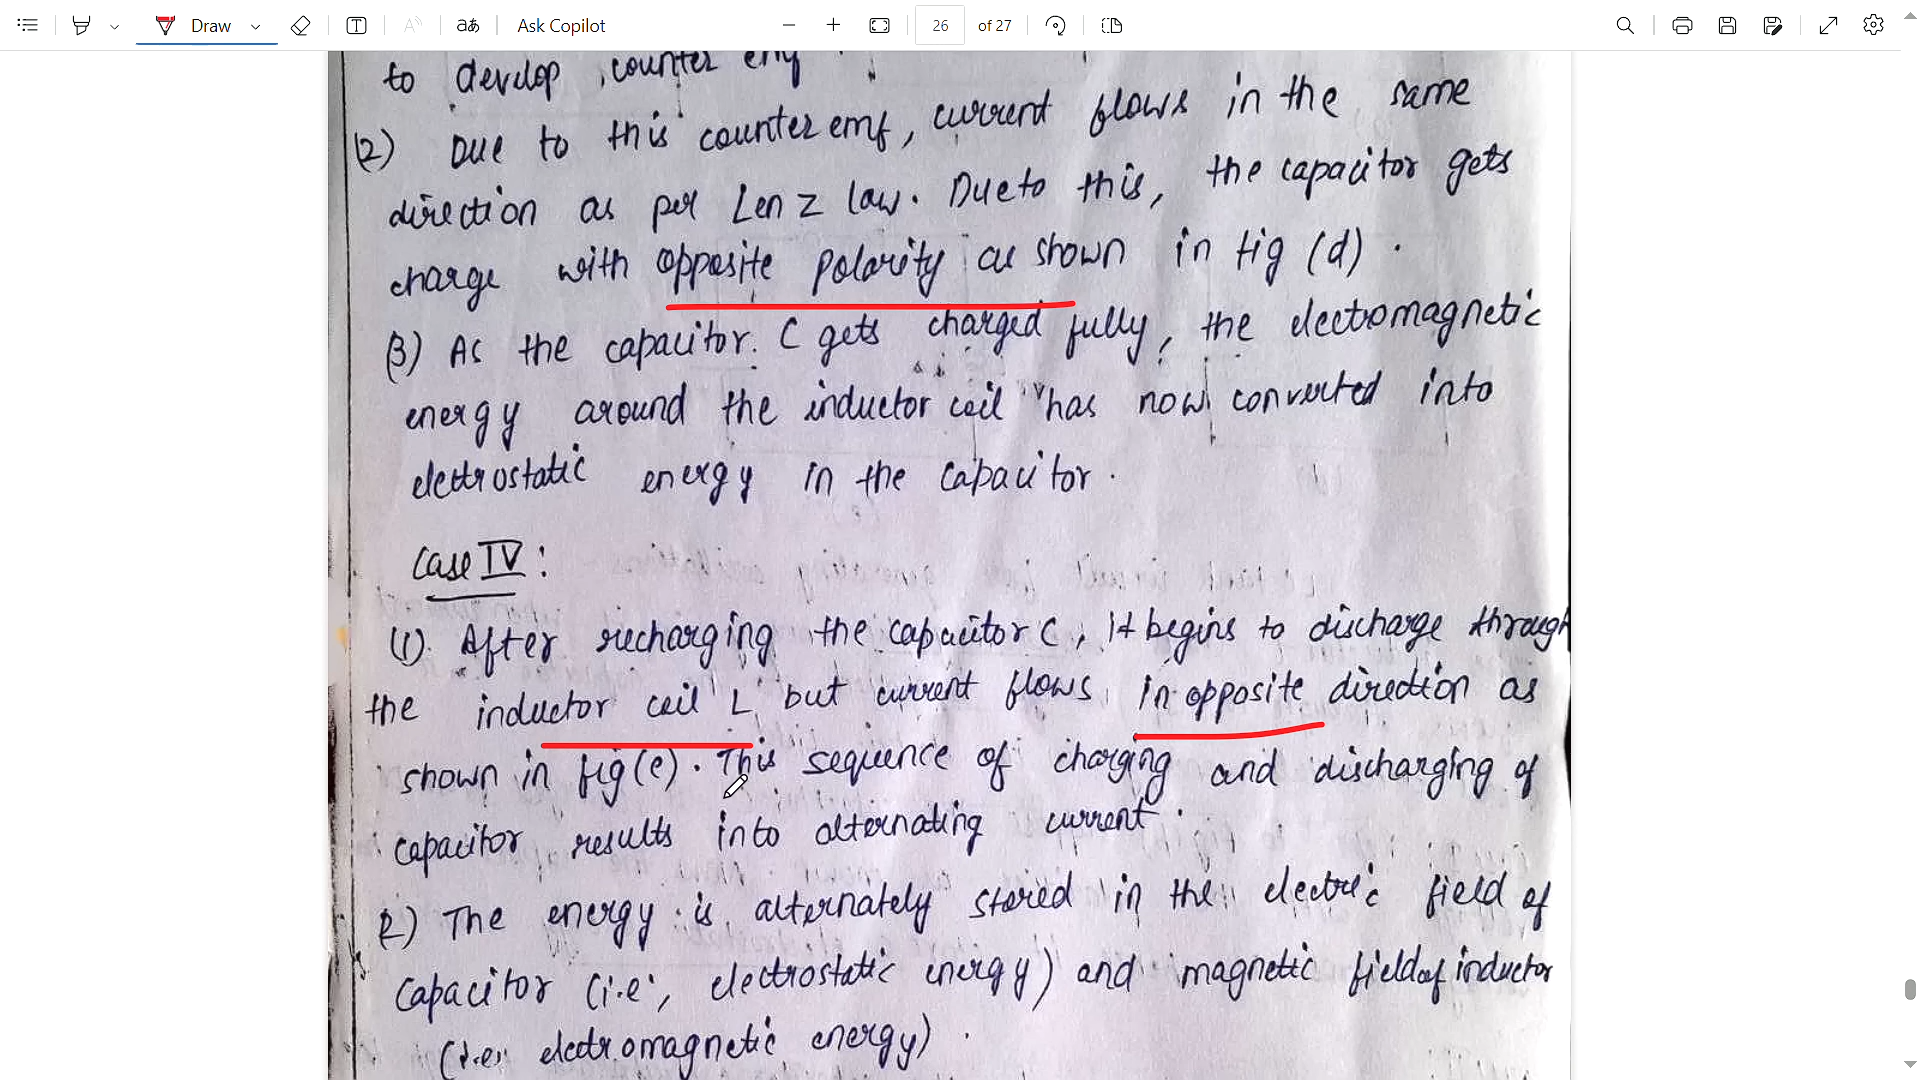 Draw
Ask Copilot
26 of 27
to develop counter emf
(2) Due to this counter emf, current flows in the same
direction as per Lenz law. Due to this, the capacitor gets
charge with opposite polarity as shown in fig (d).
(3) As the capacitor C gets charged fully, the electromagnetic
energy around the inductor coil has now converted into
electrostatic energy in the capacitor.
Case IV:
(1). After recharging the capacitor C, it begins to discharge through
the inductor coil L but current flows in opposite direction as
shown in fig(e). This sequence of charging and discharging of
capacitor results into alternating current.
2) The energy is alternately stored in the electric field of
capacitor (i.e., electrostatic energy) and magnetic field of inductor
(i.e., electromagnetic energy).